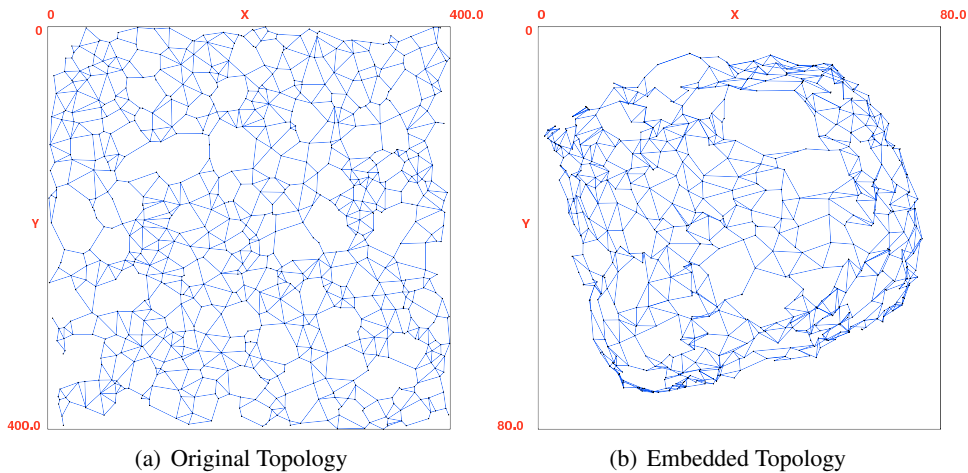 0 X 400.0
0
Y
400.0
(a) Original Topology
0 X 80.0
0
Y
80.0
(b) Embedded Topology